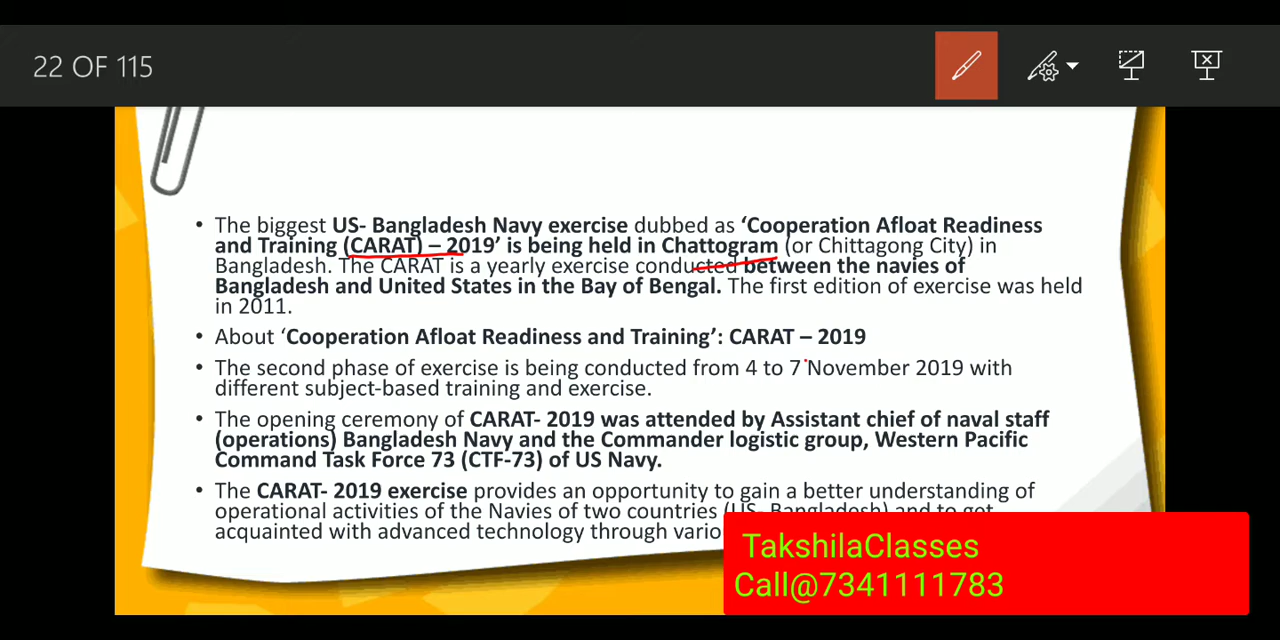 22 OF 115
• The biggest US- Bangladesh Navy exercise dubbed as ‘Cooperation Afloat Readiness
and Training (CARAT) – 2019’ is being held in Chattogram (or Chittagong City) in
Bangladesh. The CARAT is a yearly exercise conducted between the navies of
Bangladesh and United States in the Bay of Bengal. The first edition of exercise was held
in 2011.
• About ‘Cooperation Afloat Readiness and Training’: CARAT – 2019
• The second phase of exercise is being conducted from 4 to 7 November 2019 with
different subject-based training and exercise.
• The opening ceremony of CARAT- 2019 was attended by Assistant chief of naval staff
(operations) Bangladesh Navy and the Commander logistic group, Western Pacific
Command Task Force 73 (CTF-73) of US Navy.
• The CARAT- 2019 exercise provides an opportunity to gain a better understanding of
operational activities of the Navies of two countries (US- Bangladesh) and to get
acquainted with advanced technology through
TakshilaClasses
Call@7341111783